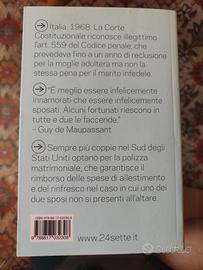 Italia. 1968. La Corte
Costituzionale riconosce illegittimo
l'art. 559 del Codice penale, che
prevedeva fino a un anno di reclusione
per la moglie adultera ma non
la stessa pena per il marito infedele.
"È meglio essere infelicemente
innamorati che essere infelicemente
sposati. Alcuni fortunati riescono in
tutte e due le faccende."
– Guy de Maupassant
Sempre più coppie nel Sud degli
Stati Uniti optano per la polizza
matrimoniale, che garantisce il
rimborso delle spese di allestimento
e del rinfresco nel caso in cui uno dei
due sposi non si presenti all'altare.
www.24sette.it
subito